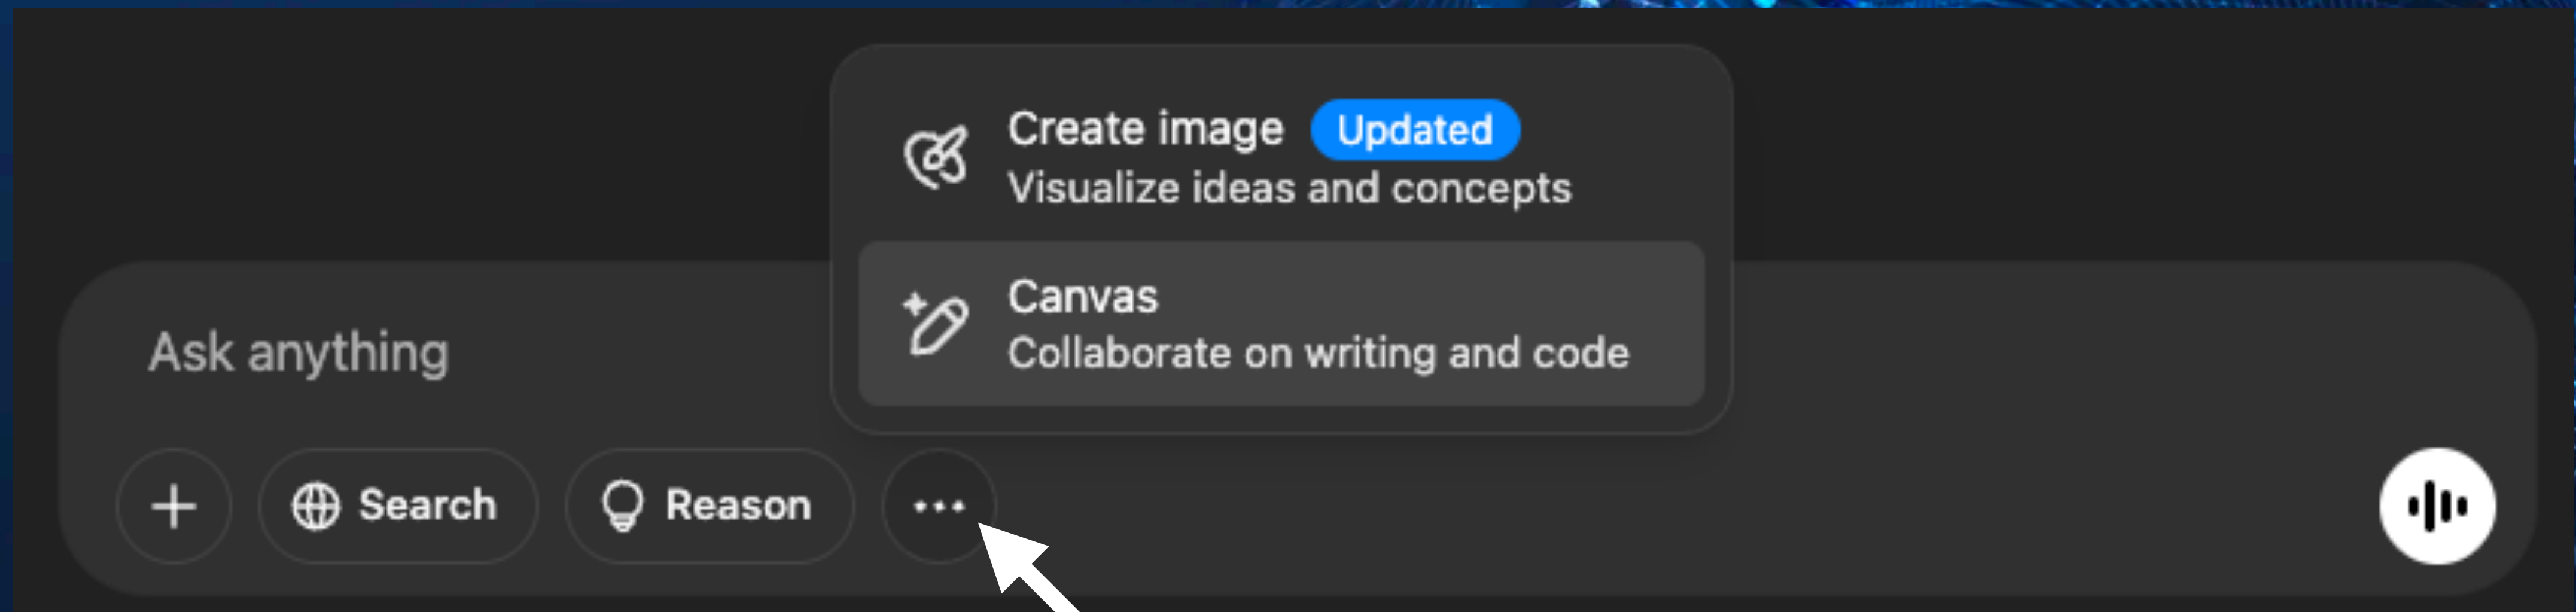 Create image Updated
Visualize ideas and concepts
Canvas
Collaborate on writing and code
Ask anything
Search Reason